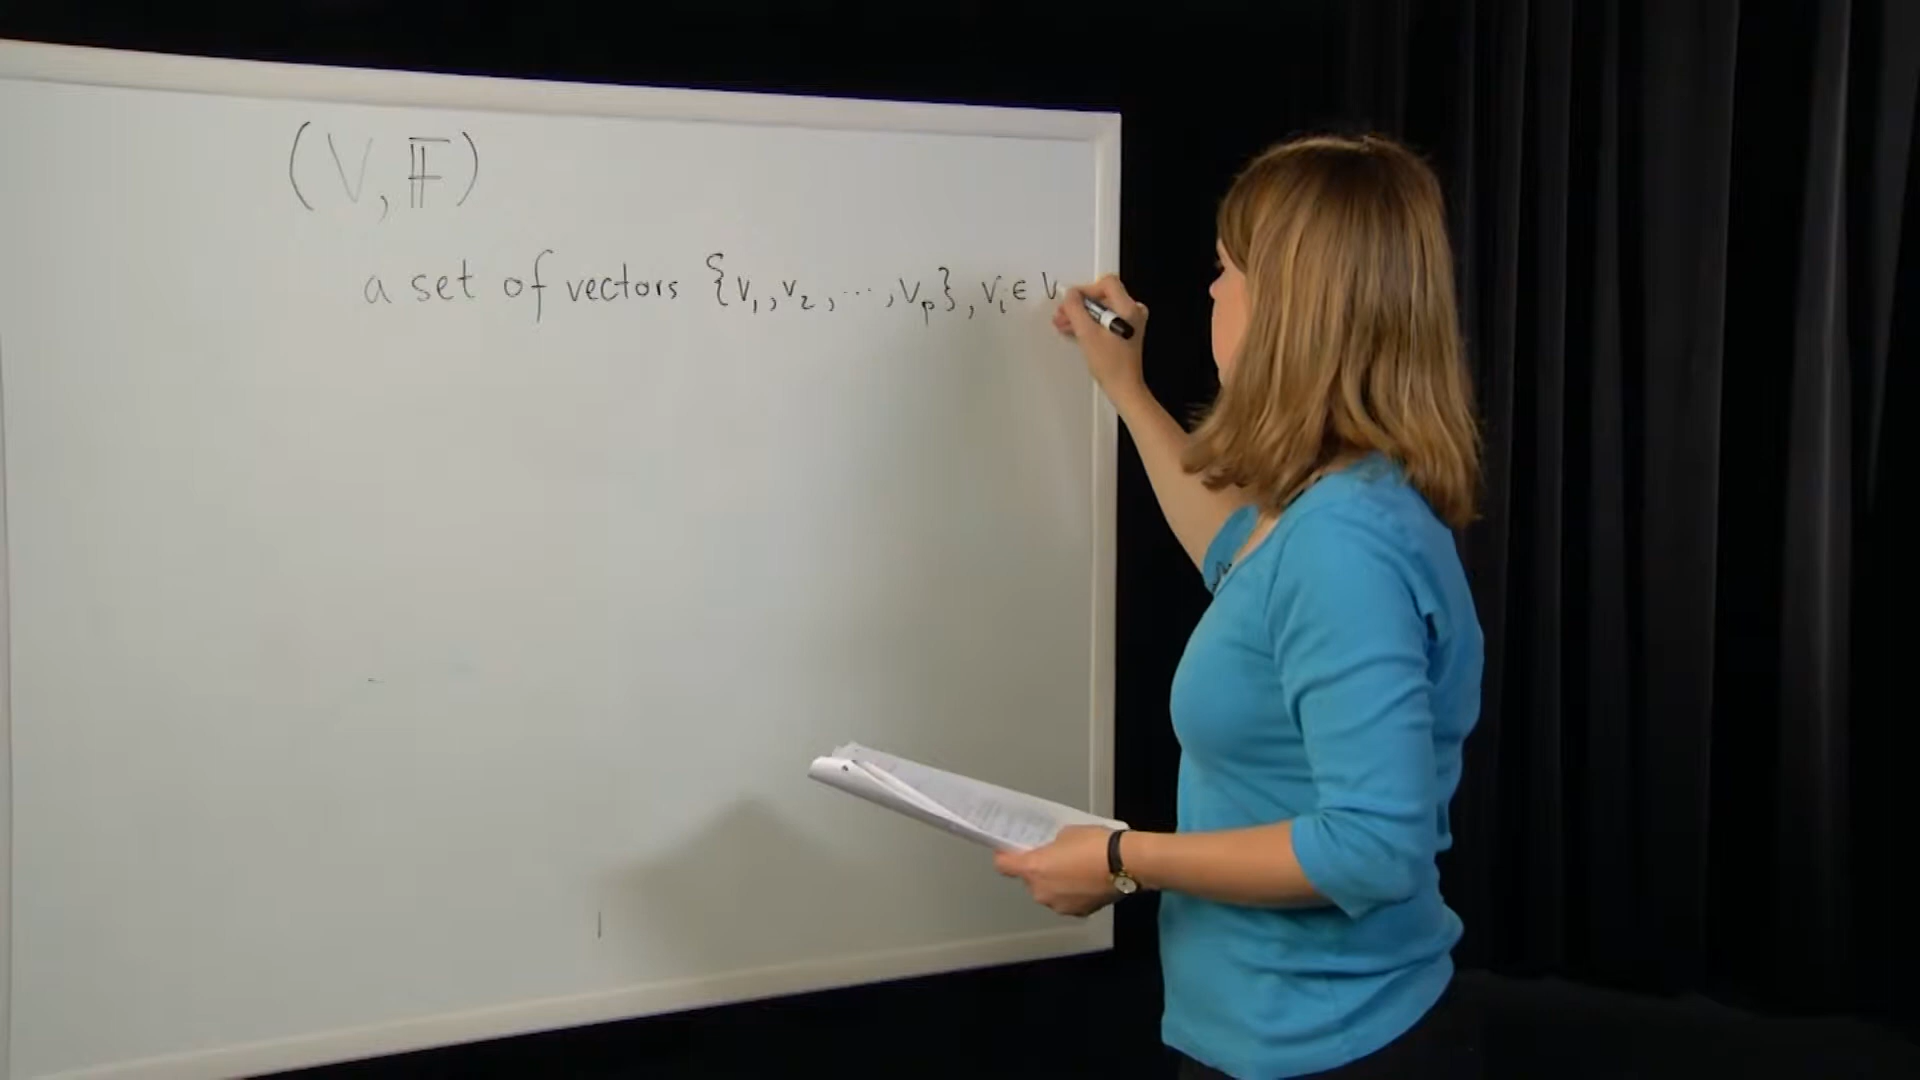 (V, 𝔽)
a set of vectors {v₁, v₂, ⋯, vₚ}, vᵢ ∈ V